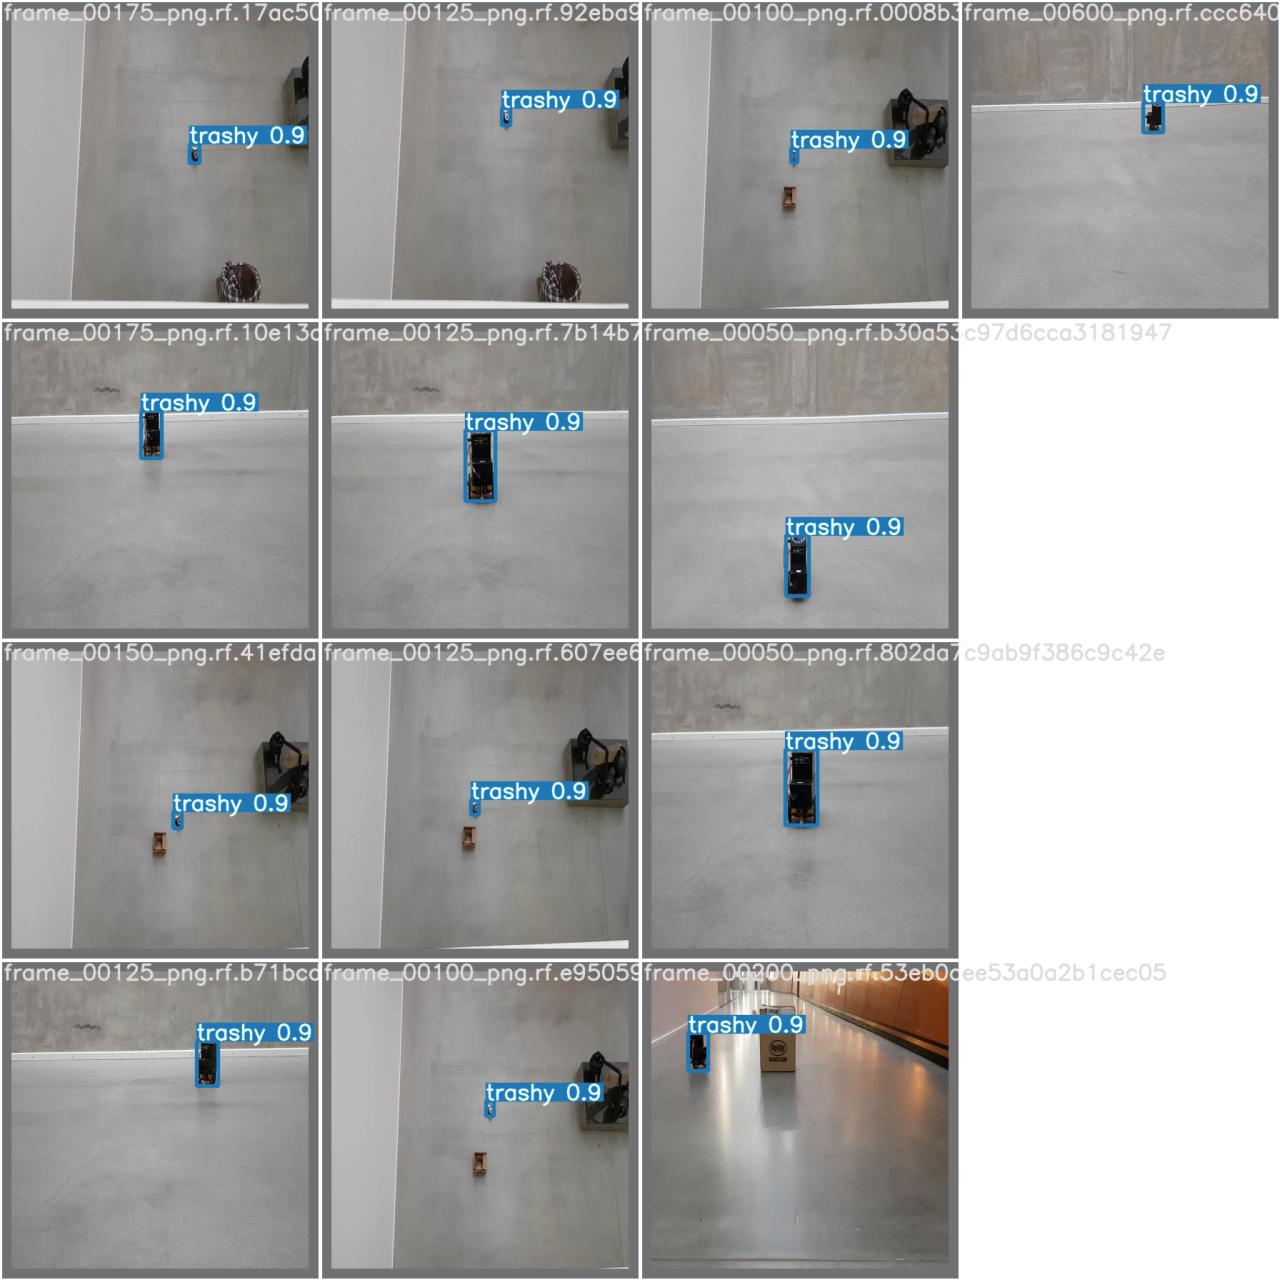 frame_00175_png.rf.17ac50
frame_00125_png.rf.92eba9
frame_00100_png.rf.0008b3
frame_00600_png.rf.ccc640
trashy 0.9
trashy 0.9
trashy 0.9
trashy 0.9
frame_00175_png.rf.10e13
frame_00125_png.rf.7b14b7
frame_00050_png.rf.b30a53c97d6cca3181947
trashy 0.9
trashy 0.9
trashy 0.9
frame_00150_png.rf.41efda
frame_00125_png.rf.607ee6
frame_00050_png.rf.802da7c9ab9f386c9c42e
trashy 0.9
trashy 0.9
trashy 0.9
frame_00125_png.rf.b71bcd
frame_00100_png.rf.e95059
frame_00200_png.rf.53eb0dee53a0a2b1cec05
trashy 0.9
trashy 0.9
trashy 0.9